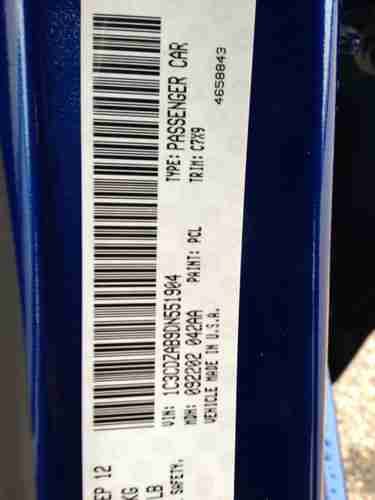 EP 12
KG
LB
SAFETY.
VIN: 1C3CDZAB9DN551904 TYPE: PASSENGER CAR
MDH: 092202 042AA PAINT: PCL TRIM: C7X9
VEHICLE MADE IN U.S.A. 4658843